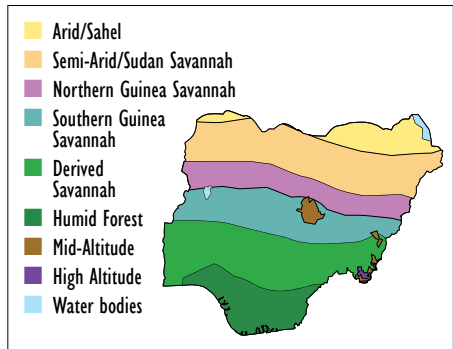 Arid/Sahel
Semi-Arid/Sudan Savannah
Northern Guinea Savannah
Southern Guinea
Savannah
Derived
Savannah
Humid Forest
Mid-Altitude
High Altitude
Water bodies